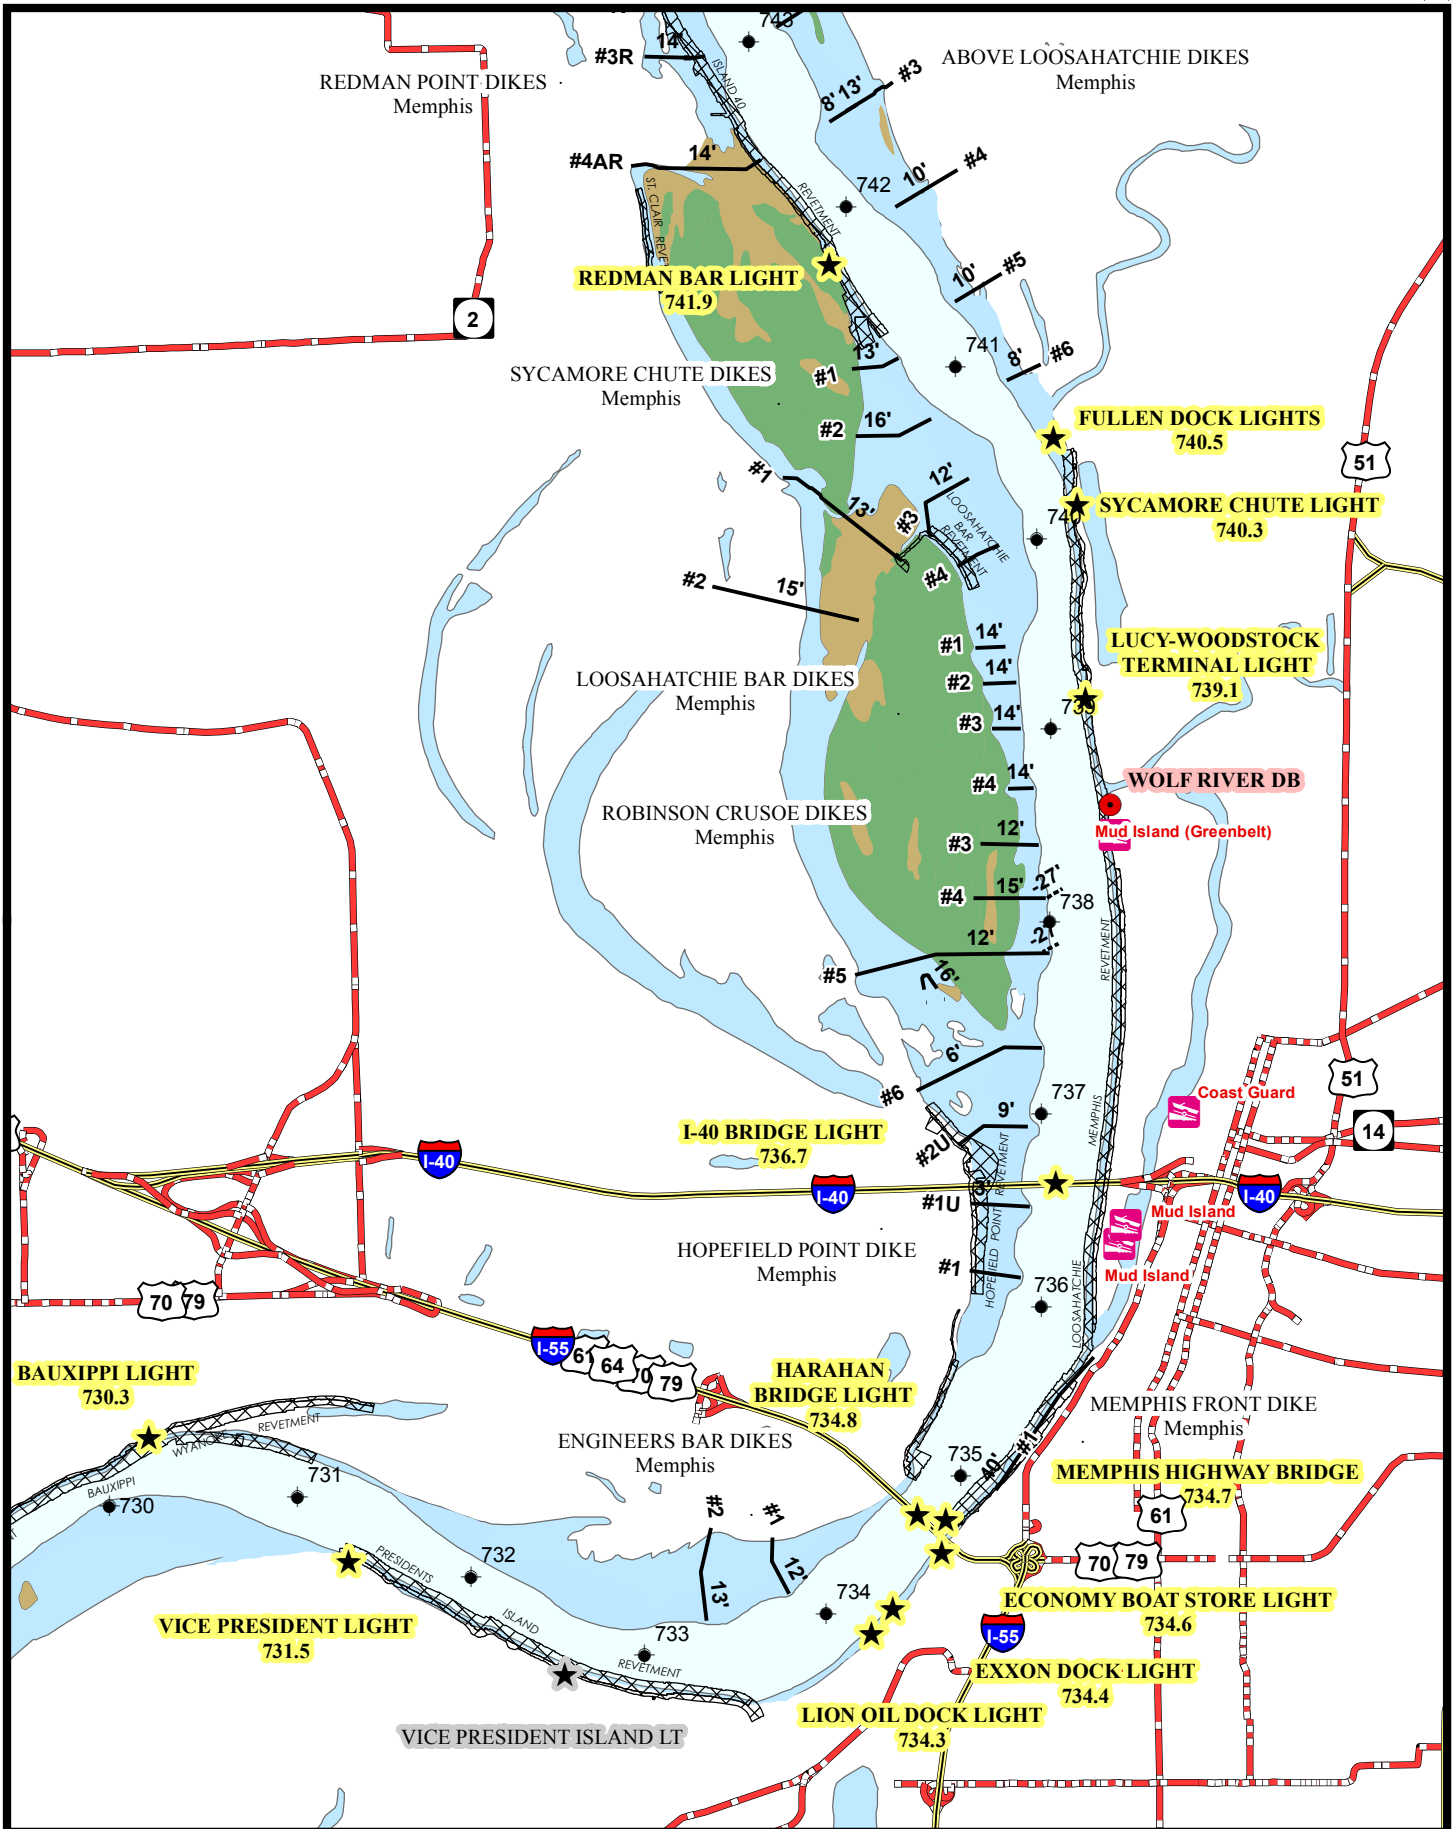 743
#3R
14'
ISLAND 40
REDMAN POINT DIKES
Memphis
ABOVE LOOSAHATCHIE DIKES
Memphis
8' 13'
#3
#4AR
14'
10'
#4
ST. CLAIR
REVETMENT
742
REDMAN BAR LIGHT
741.9
10'
#5
2
SYCAMORE CHUTE DIKES
Memphis
#1
13'
741
8'
#6
#2
16'
FULLEN DOCK LIGHTS
740.5
51
#1
13'
12'
#3
LOOSAHATCHIE
BAR
REVETMENT
#4
740
SYCAMORE CHUTE LIGHT
740.3
#2
15'
#1
14'
LUCY-WOODSTOCK
TERMINAL LIGHT
739.1
LOOSAHATCHIE BAR DIKES
Memphis
#2
14'
#3
14'
739
#4
14'
WOLF RIVER DB
ROBINSON CRUSOE DIKES
Memphis
#3
12'
Mud Island (Greenbelt)
#4
15'
-27'
738
12'
#5
16'
REVETMENT
6'
#6
737
9'
#2U
51
Coast Guard
14
MEMPHIS
I-40 BRIDGE LIGHT
736.7
I-40
I-40
I-40
#1U
HOPEFIELD POINT REVETMENT
Mud Island
HOPEFIELD POINT DIKE
Memphis
#1
Mud Island
736
LOOSAHATCHIE
70
79
I-55
61
64
79
BAUXIPPI LIGHT
730.3
HARAHAN
BRIDGE LIGHT
734.8
MEMPHIS FRONT DIKE
Memphis
WYANOKE REVETMENT
ENGINEERS BAR DIKES
Memphis
BAUXIPPI
731
730
735
40'
#1
MEMPHIS HIGHWAY BRIDGE
734.7
61
#2
#1
PRESIDENTS
ISLAND
REVETMENT
732
13'
12'
734
70
79
ECONOMY BOAT STORE LIGHT
734.6
VICE PRESIDENT LIGHT
731.5
733
I-55
EXXON DOCK LIGHT
734.4
VICE PRESIDENT ISLAND LT
LION OIL DOCK LIGHT
734.3